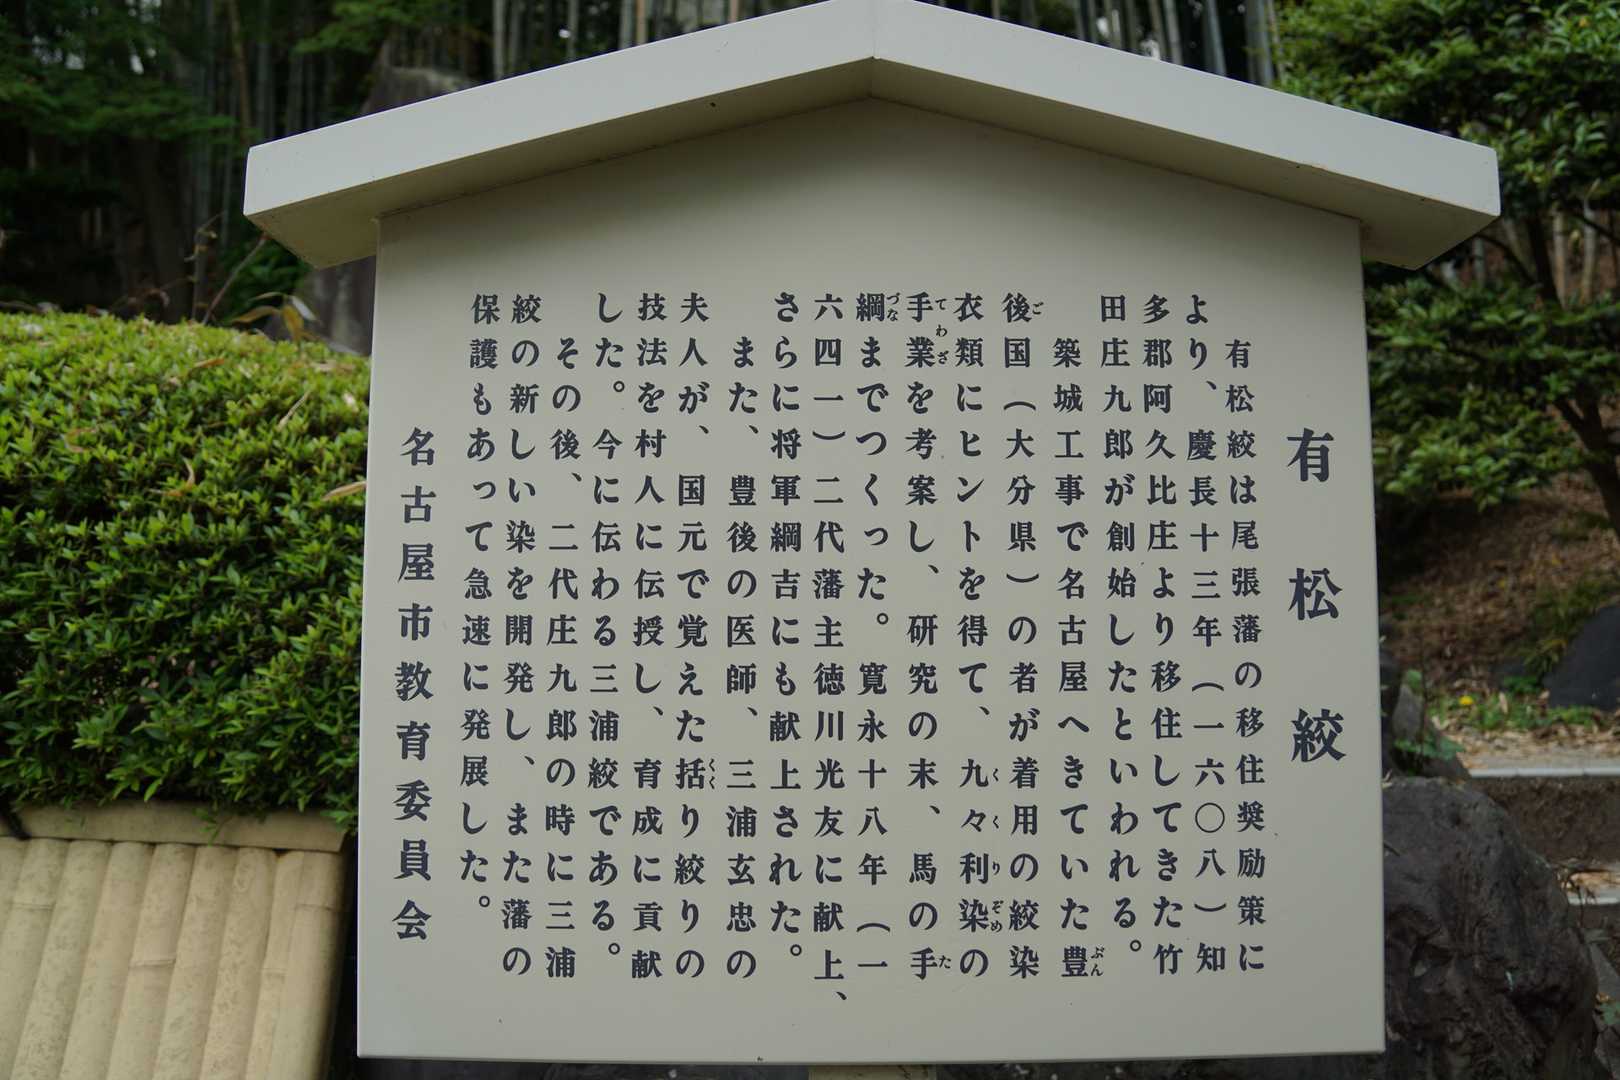 有松絞
有松絞は尾張藩の移住奨励策に
より、慶長十三年(一六〇八)知
多郡阿久比庄より移住してきた竹
田庄九郎が創始したといわれる。
築城工事で名古屋へきていた豊
後国(大分県)の者が着用の絞染
衣類にヒントを得て、九々利染の
手業を考案し、研究の末、馬の手
綱までつくった。寛永十八年(一
六四一)二代藩主徳川光友に献上、
さらに将軍綱吉にも献上された。
また、豊後の医師、三浦玄忠の
夫人が、国元で覚えた括り絞りの
技法を村人に伝授し、育成に貢献
した。今に伝わる三浦絞である。
その後、二代庄九郎の時に三浦
絞の新しい染を開発し、また藩の
保護もあって急速に発展した。
名古屋市教育委員会